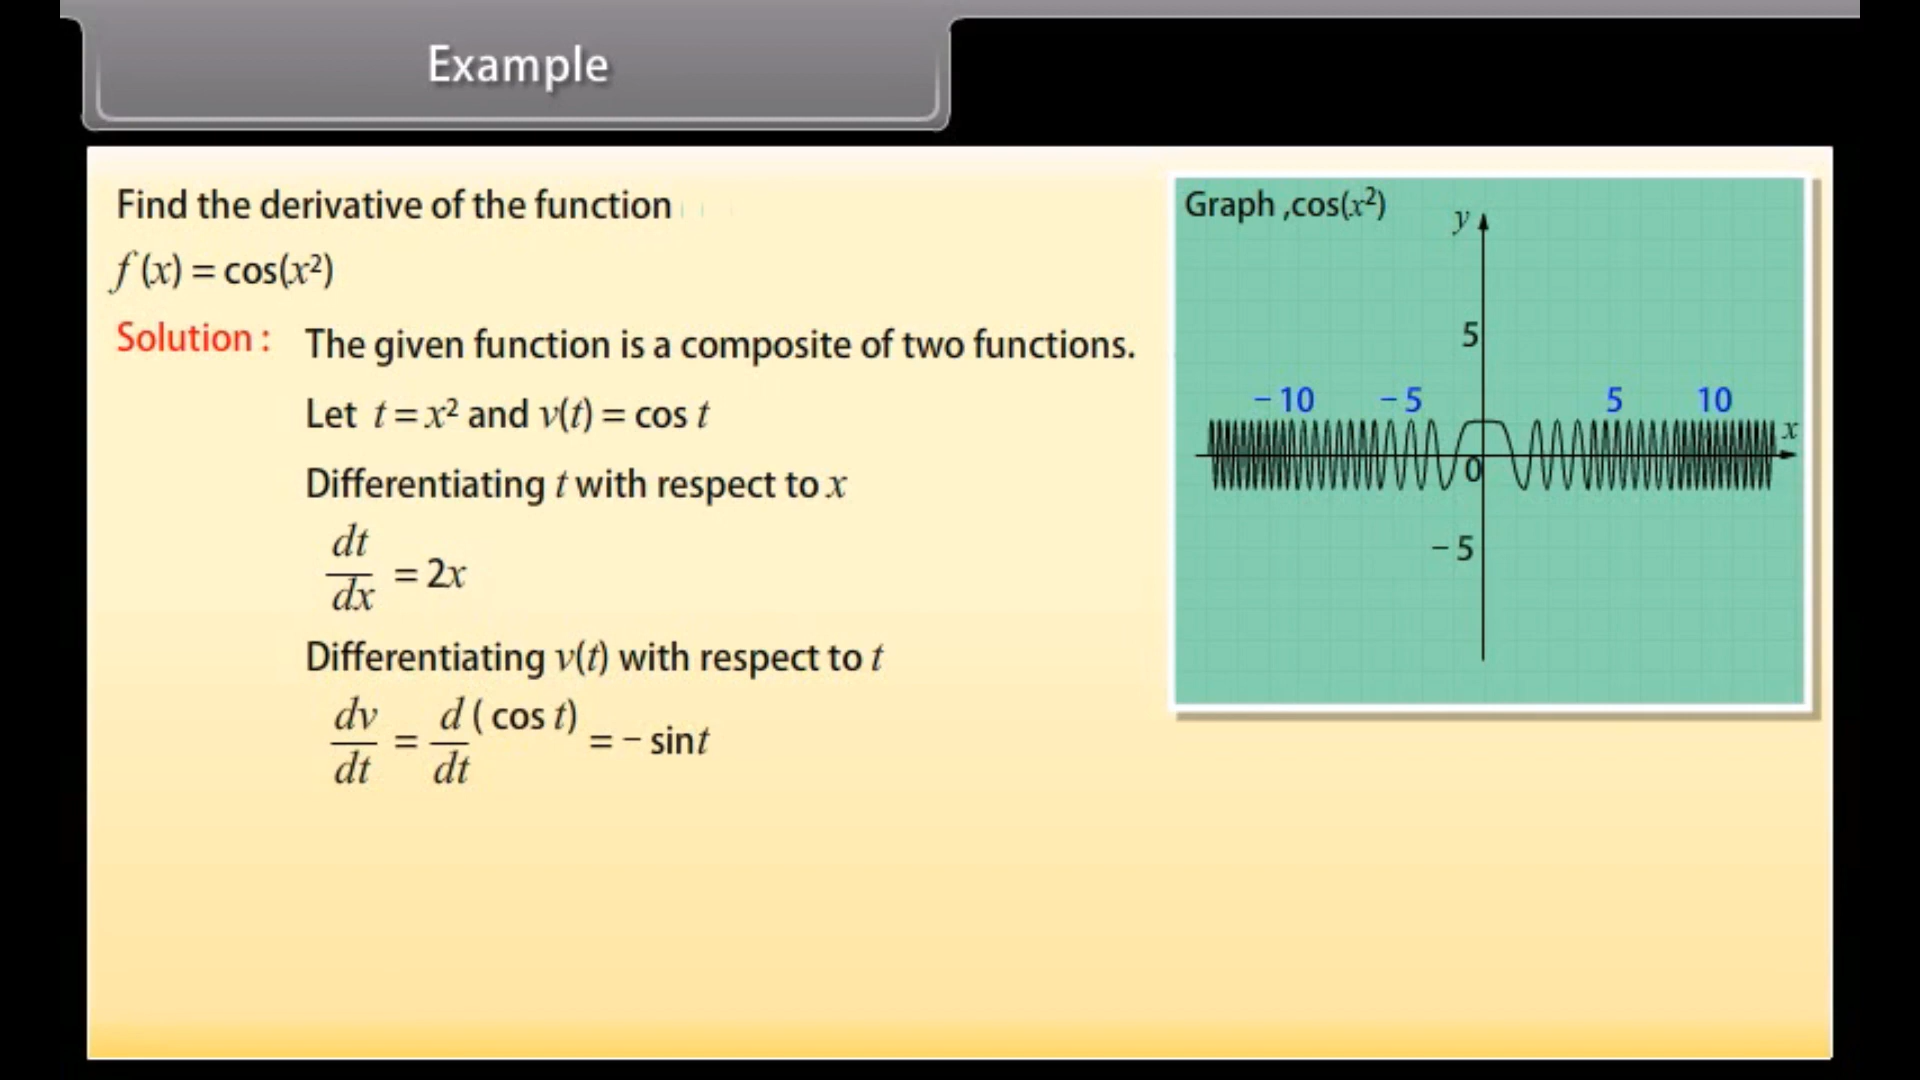 Example
Find the derivative of the function
f (x) = cos(x²)
Solution : The given function is a composite of two functions.
Let t = x² and v(t) = cos t
Differentiating t with respect to x
dt/dx = 2x
Differentiating v(t) with respect to t
dv/dt = d/dt ( cos t) = – sint
Graph ,cos(x²)
y
5
– 10 – 5 5 10
x
0
– 5